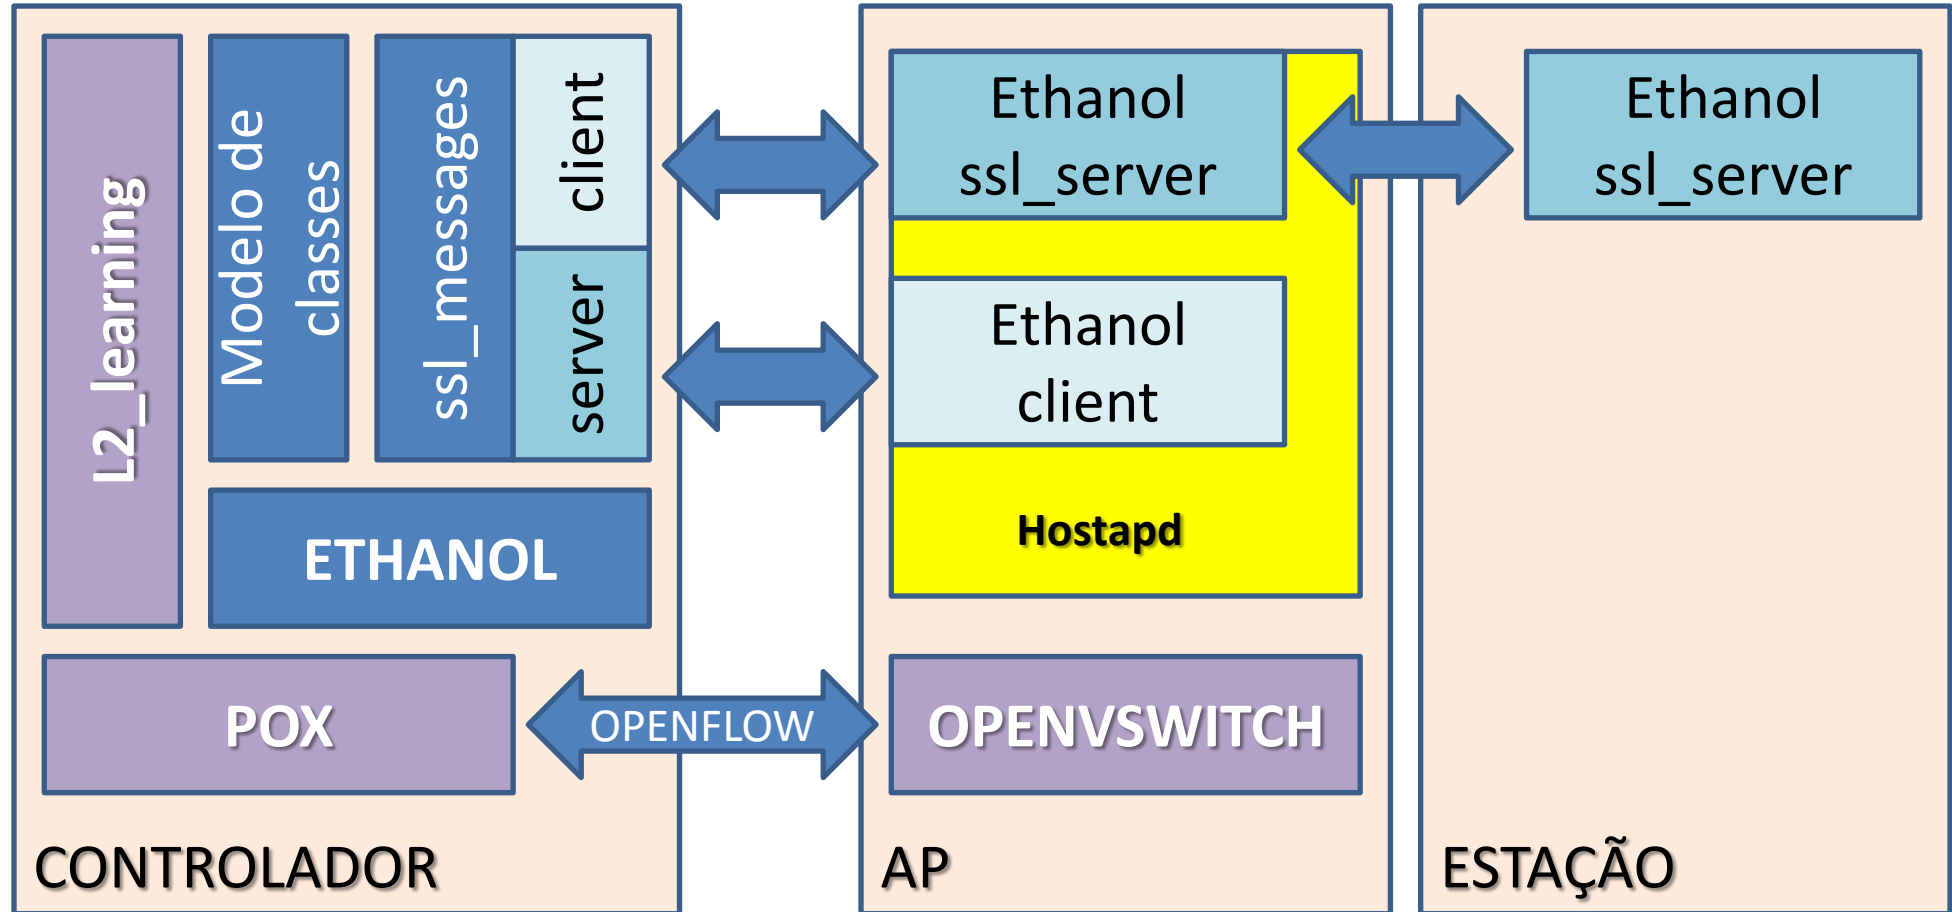 L2_learning
Modelo de
classes
ssl_messages
client
server
ETHANOL
POX
CONTROLADOR
OPENFLOW
Ethanol
ssl_server
Ethanol
client
Hostapd
OPENVSWITCH
AP
Ethanol
ssl_server
ESTAÇÃO